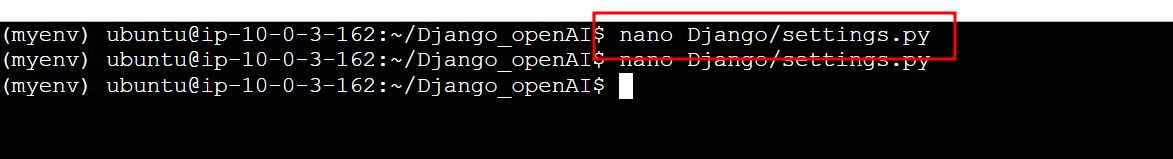 (myenv) ubuntu@ip-10-0-3-162:~/Django_openAI$ nano Django/settings.py
(myenv) ubuntu@ip-10-0-3-162:~/Django_openAI$ nano Django/settings.py
(myenv) ubuntu@ip-10-0-3-162:~/Django_openAI$